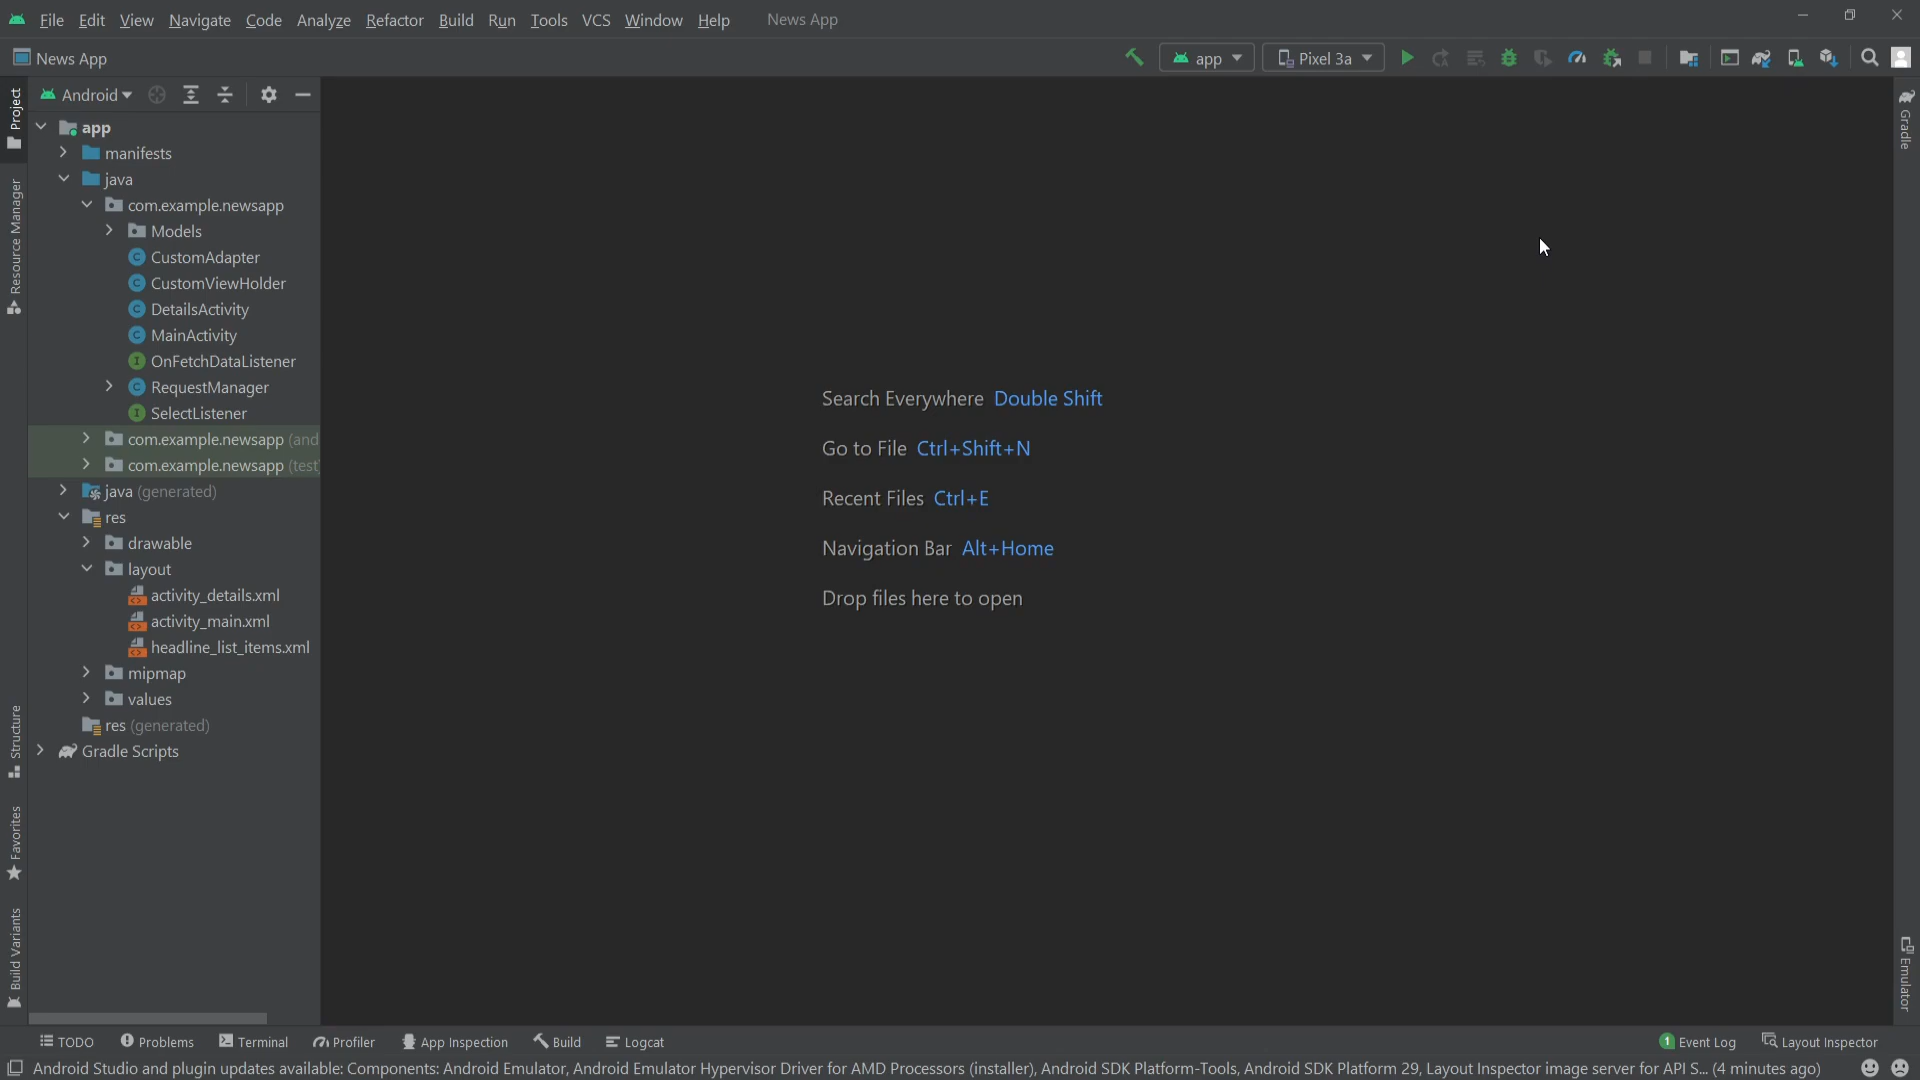 File Edit View Navigate Code Analyze Refactor Build Run Tools VCS Window Help News App
News App app Pixel 3a
Android
Project
Resource Manager
Structure
Favorites
Build Variants
app
manifests
java
com.example.newsapp
Models
CustomAdapter
CustomViewHolder
DetailsActivity
MainActivity
OnFetchDataListener
RequestManager
SelectListener
com.example.newsapp (and
com.example.newsapp (test)
java (generated)
res
drawable
layout
activity_details.xml
activity_main.xml
headline_list_items.xml
mipmap
values
res (generated)
Gradle Scripts
Search Everywhere Double Shift
Go to File Ctrl+Shift+N
Recent Files Ctrl+E
Navigation Bar Alt+Home
Drop files here to open
Gradle
Emulator
TODO Problems Terminal Profiler App Inspection Build Logcat 1 Event Log Layout Inspector
Android Studio and plugin updates available: Components: Android Emulator, Android Emulator Hypervisor Driver for AMD Processors (installer), Android SDK Platform-Tools, Android SDK Platform 29, Layout Inspector image server for API S... (4 minutes ago)